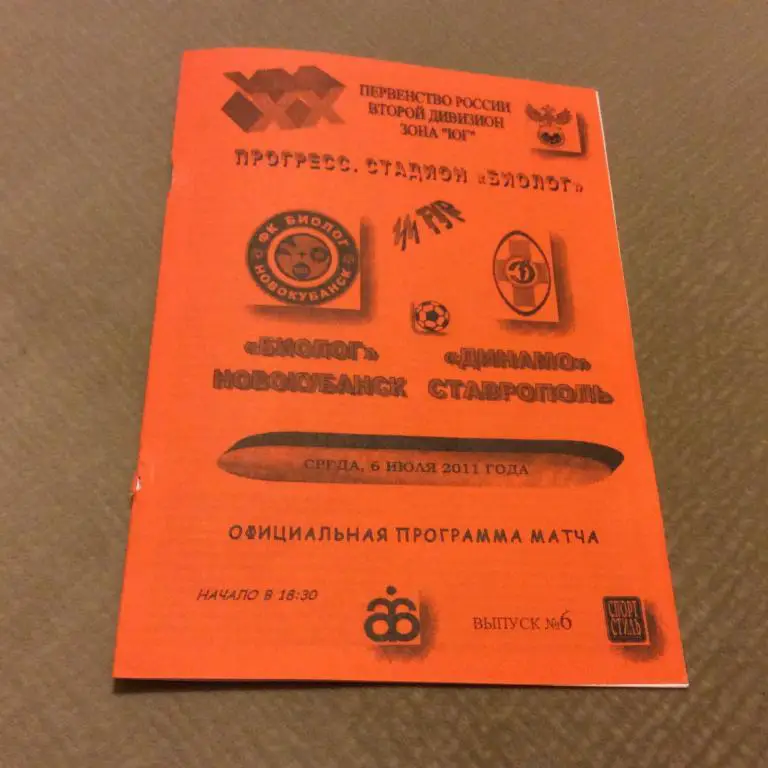 ПЕРВЕНСТВО РОССИИ
ВТОРОЙ ДИВИЗИОН
ЗОНА "ЮГ"
ПРОГРЕСС. СТАДИОН «БИОЛОГ»
ТУР
ФК БИОЛОГ
НОВОКУБАНСК
«БИОЛОГ»
НОВОКУБАНСК
«ДИНАМО»
СТАВРОПОЛЬ
СРЕДА, 6 ИЮЛЯ 2011 ГОДА
ОФИЦИАЛЬНАЯ ПРОГРАММА МАТЧА
НАЧАЛО В 18:30
ВЫПУСК №6
СПОРТ
СТИЛЬ